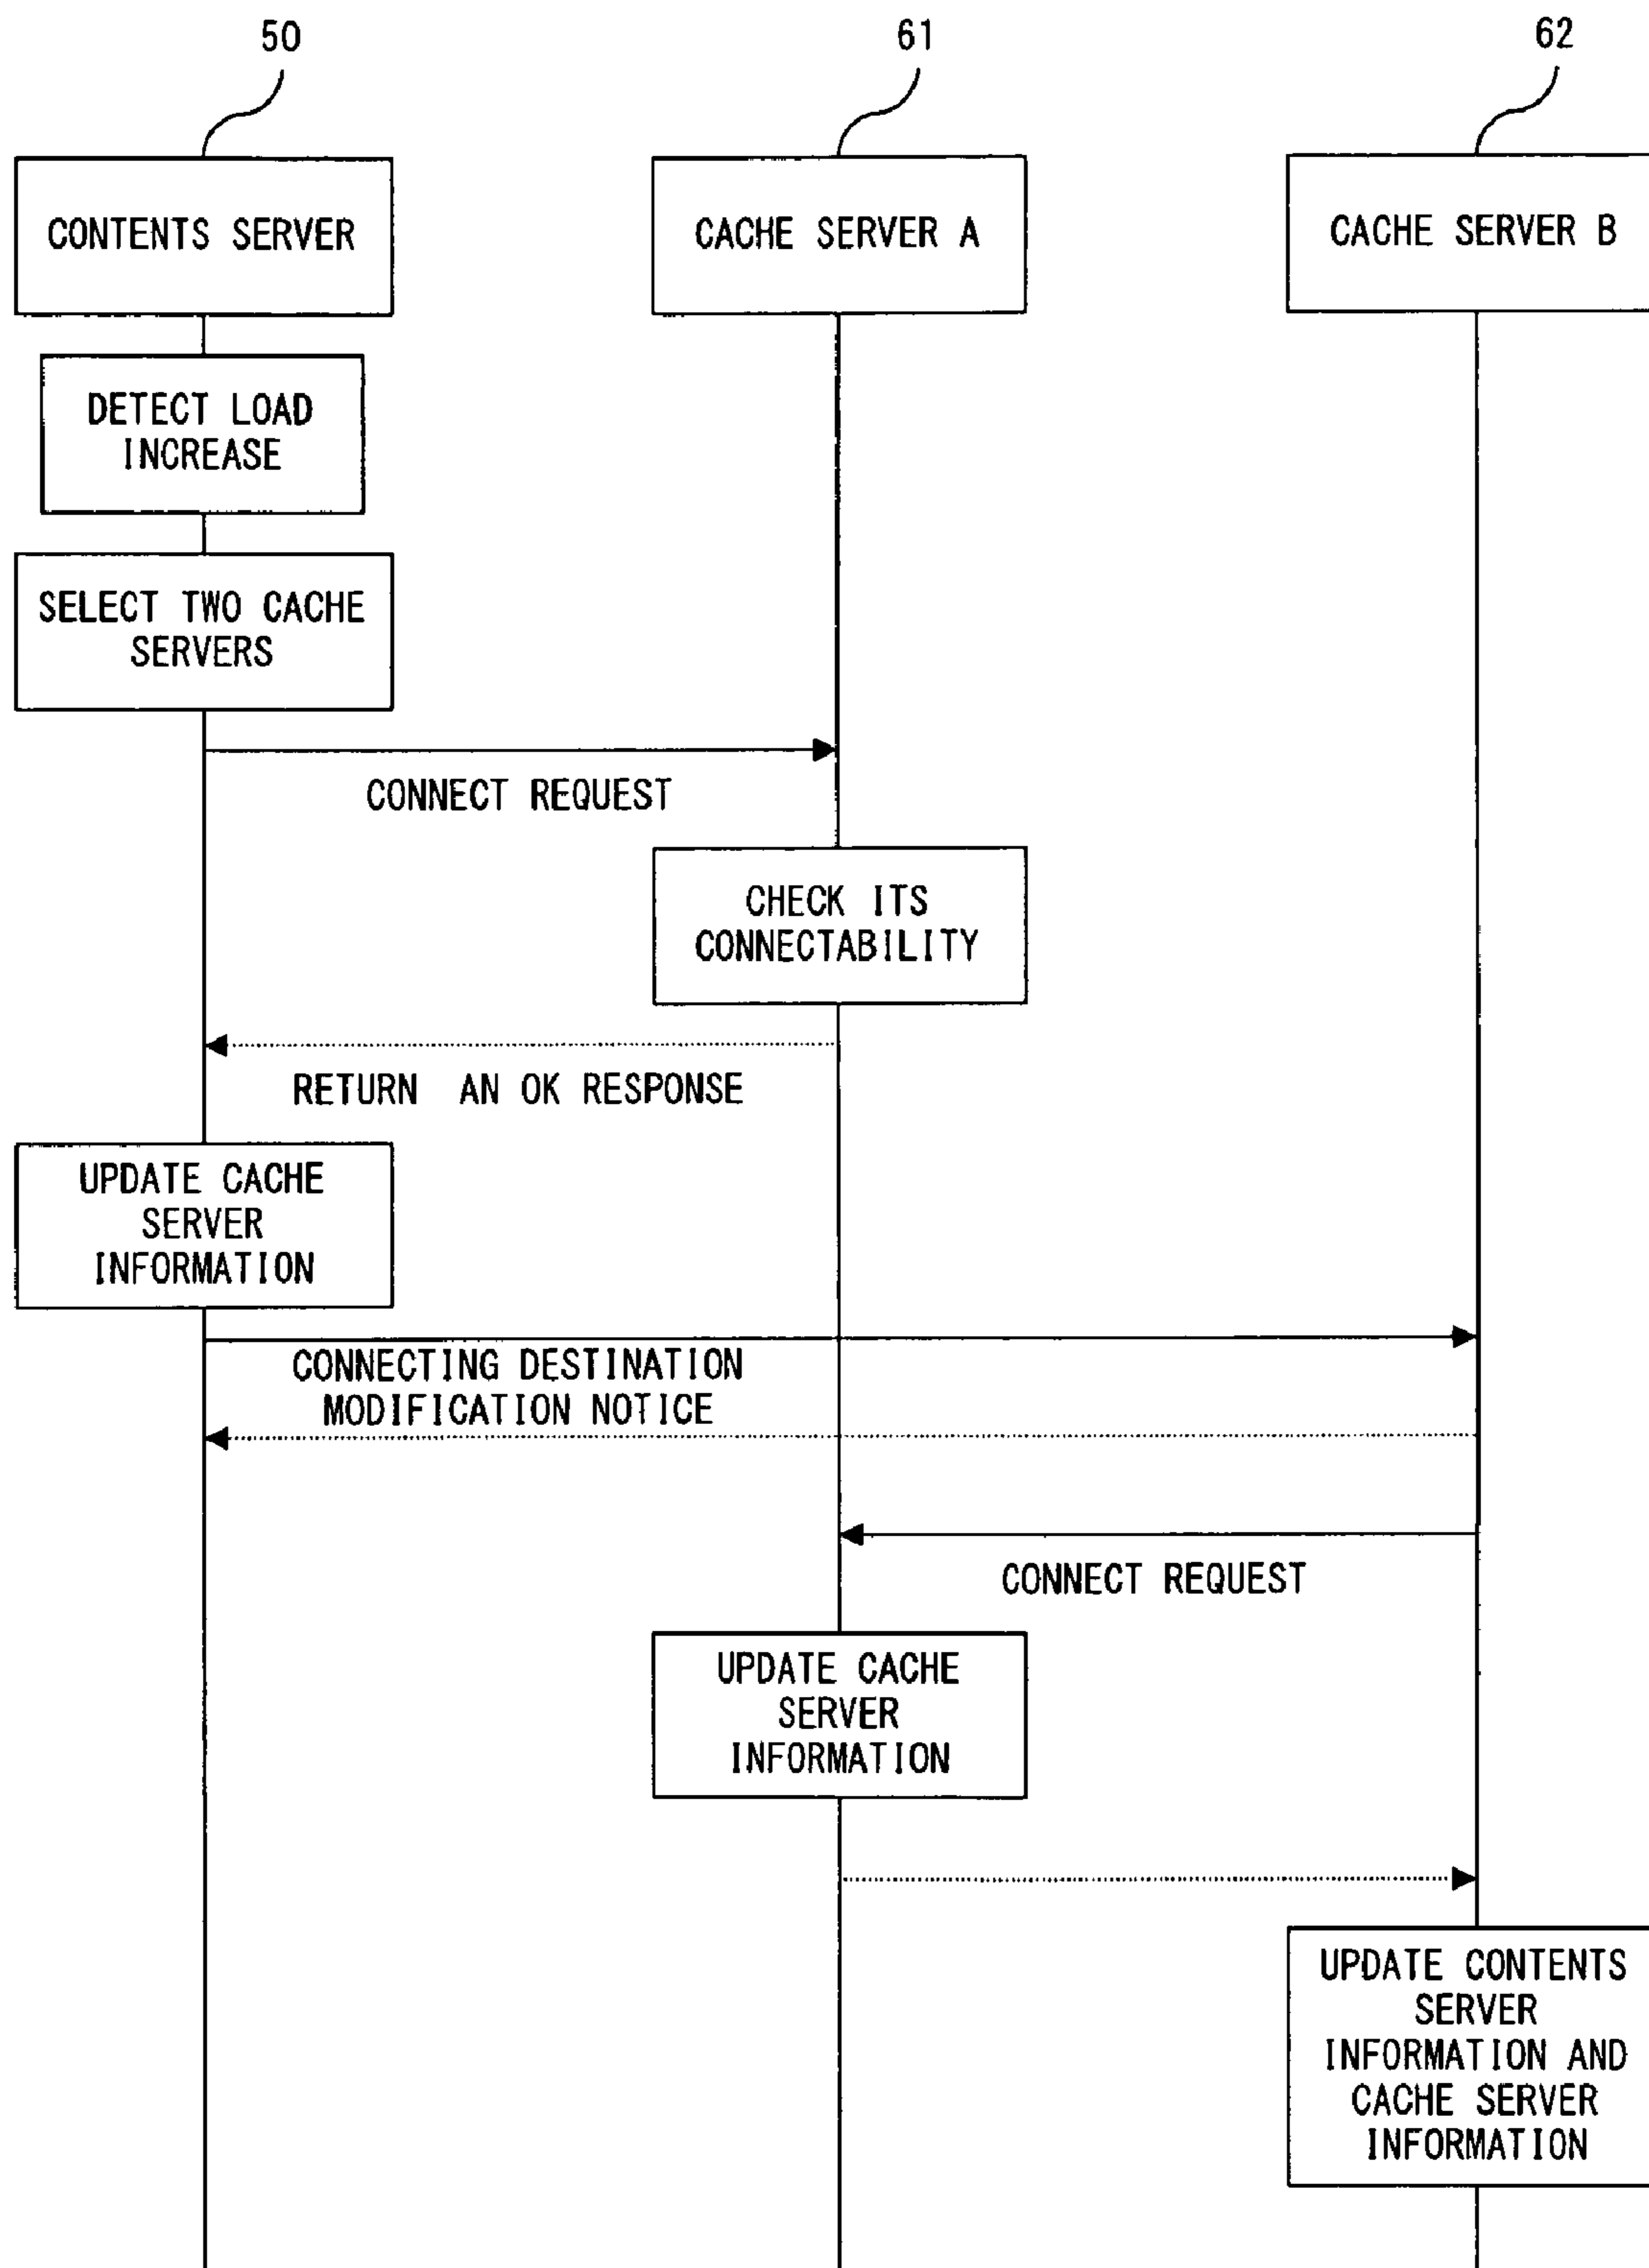 50
61
62
CONTENTS SERVER
CACHE SERVER A
CACHE SERVER B
DETECT LOAD
INCREASE
SELECT TWO CACHE
SERVERS
CONNECT REQUEST
CHECK ITS
CONNECTABILITY
RETURN AN OK RESPONSE
UPDATE CACHE
SERVER
INFORMATION
CONNECTING DESTINATION
MODIFICATION NOTICE
CONNECT REQUEST
UPDATE CACHE
SERVER
INFORMATION
UPDATE CONTENTS
SERVER
INFORMATION AND
CACHE SERVER
INFORMATION